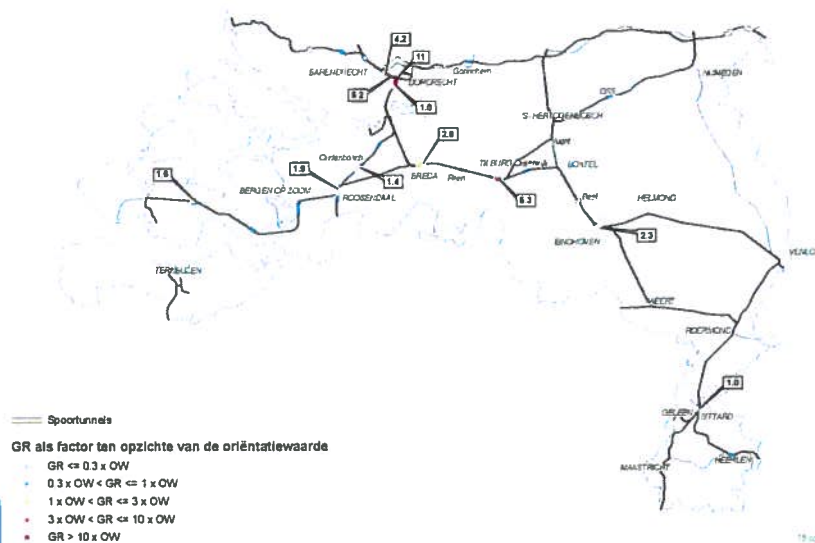 4.2
11
BARENDRECHT
Gorinchem
NIJMEGEN
DORDRECHT
OSS
6.2
1.0
'S-HERTOGENBOSCH
2.8
Vught
Oudenbosch
TILBURG
BOXTEL
1.9
BREDA
Rijen
1.6
1.4
BERGEN OP ZOOM
ROOSENDAAL
Best
HELMOND
EINDHOVEN
2.3
VENLO
TERNEUZEN
WEERT
ROERMOND
1.0
GELEEN
SITTARD
HEERLEN
MAASTRICHT
Spoortunnels
GR als factor ten opzichte van de oriëntatiewaarde
GR <= 0.3 x OW
0.3 x OW < GR <= 1 x OW
1 x OW < GR <= 3 x OW
3 x OW < GR <= 10 x OW
GR > 10 x OW